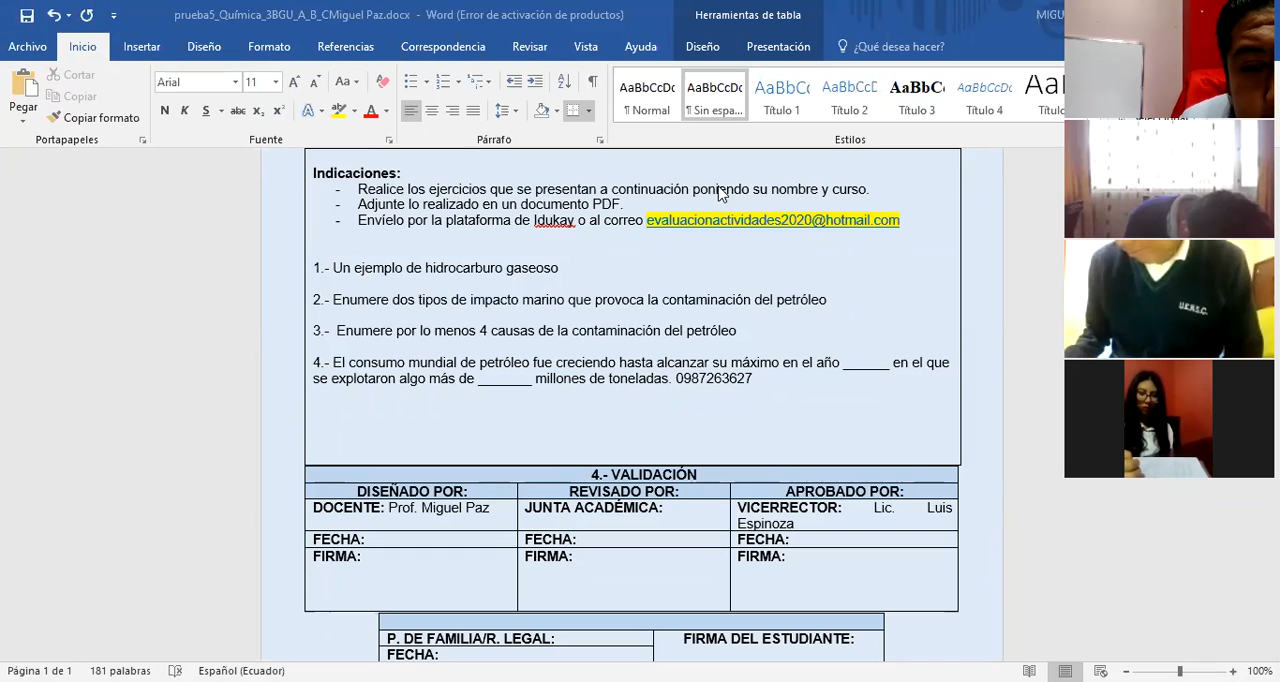 prueba5_Química_3BGU_A_B_CMiguel Paz.docx - Word (Error de activación de productos)
Herramientas de tabla
MIGU
Archivo Inicio Insertar Diseño Formato Referencias Correspondencia Revisar Vista Ayuda Diseño Presentación ¿Qué desea hacer?
Pegar
Cortar
Copiar
Copiar formato
Portapapeles
Arial 11
N K S abc x₂ x²
Fuente
Párrafo
AaBbCcDc AaBbCcDc AaBbCc AaBbCcD AaBbC AaBbCcD Aa
¶ Normal ¶ Sin espa... Título 1 Título 2 Título 3 Título 4 Título
Estilos
Indicaciones:
- Realice los ejercicios que se presentan a continuación poniendo su nombre y curso.
- Adjunte lo realizado en un documento PDF.
- Envíelo por la plataforma de Idukay o al correo evaluacionactividades2020@hotmail.com
1.- Un ejemplo de hidrocarburo gaseoso
2.- Enumere dos tipos de impacto marino que provoca la contaminación del petróleo
3.- Enumere por lo menos 4 causas de la contaminación del petróleo
4.- El consumo mundial de petróleo fue creciendo hasta alcanzar su máximo en el año ______ en el que
se explotaron algo más de _______ millones de toneladas. 0987263627
4.- VALIDACIÓN
DISEÑADO POR: REVISADO POR: APROBADO POR:
DOCENTE: Prof. Miguel Paz JUNTA ACADÉMICA: VICERRECTOR: Lic. Luis
Espinoza
FECHA: FECHA: FECHA:
FIRMA: FIRMA: FIRMA:
P. DE FAMILIA/R. LEGAL: FIRMA DEL ESTUDIANTE:
FECHA:
Página 1 de 1 181 palabras Español (Ecuador) 100%
U.E.H.S.C.